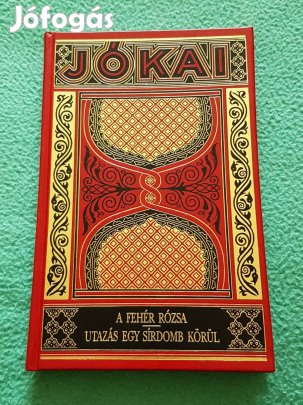 Jófogás
JÓKAI
A FEHÉR RÓZSA
UTAZÁS EGY SÍRDOMB KÖRÜL